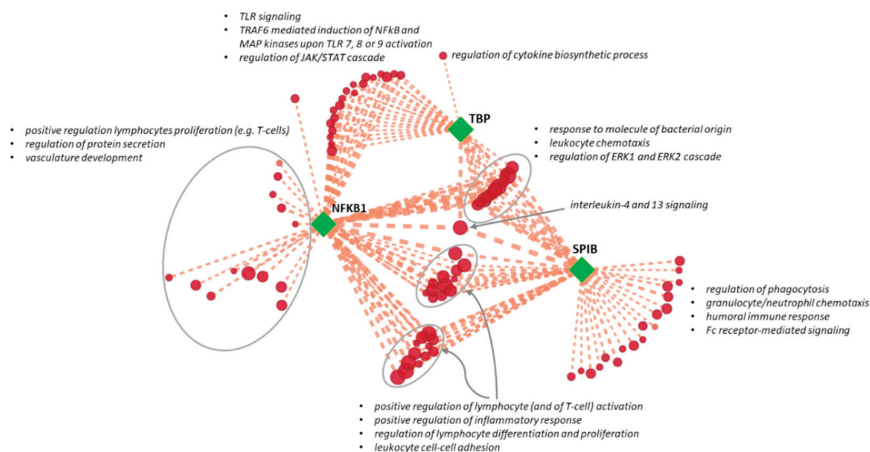 • TLR signaling
• TRAF6 mediated induction of NFkB and
MAP kinases upon TLR 7, 8 or 9 activation
• regulation of JAK/STAT cascade
regulation of cytokine biosynthetic process
TBP
• positive regulation lymphocytes proliferation (e.g. T-cells)
• regulation of protein secretion
• vasculature development
• response to molecule of bacterial origin
• leukocyte chemotaxis
• regulation of ERK1 and ERK2 cascade
NFKB1
interleukin-4 and 13 signaling
SPIB
• regulation of phagocytosis
• granulocyte/neutrophil chemotaxis
• humoral immune response
• Fc receptor-mediated signaling
• positive regulation of lymphocyte (and of T-cell) activation
• positive regulation of inflammatory response
• regulation of lymphocyte differentiation and proliferation
• leukocyte cell-cell adhesion